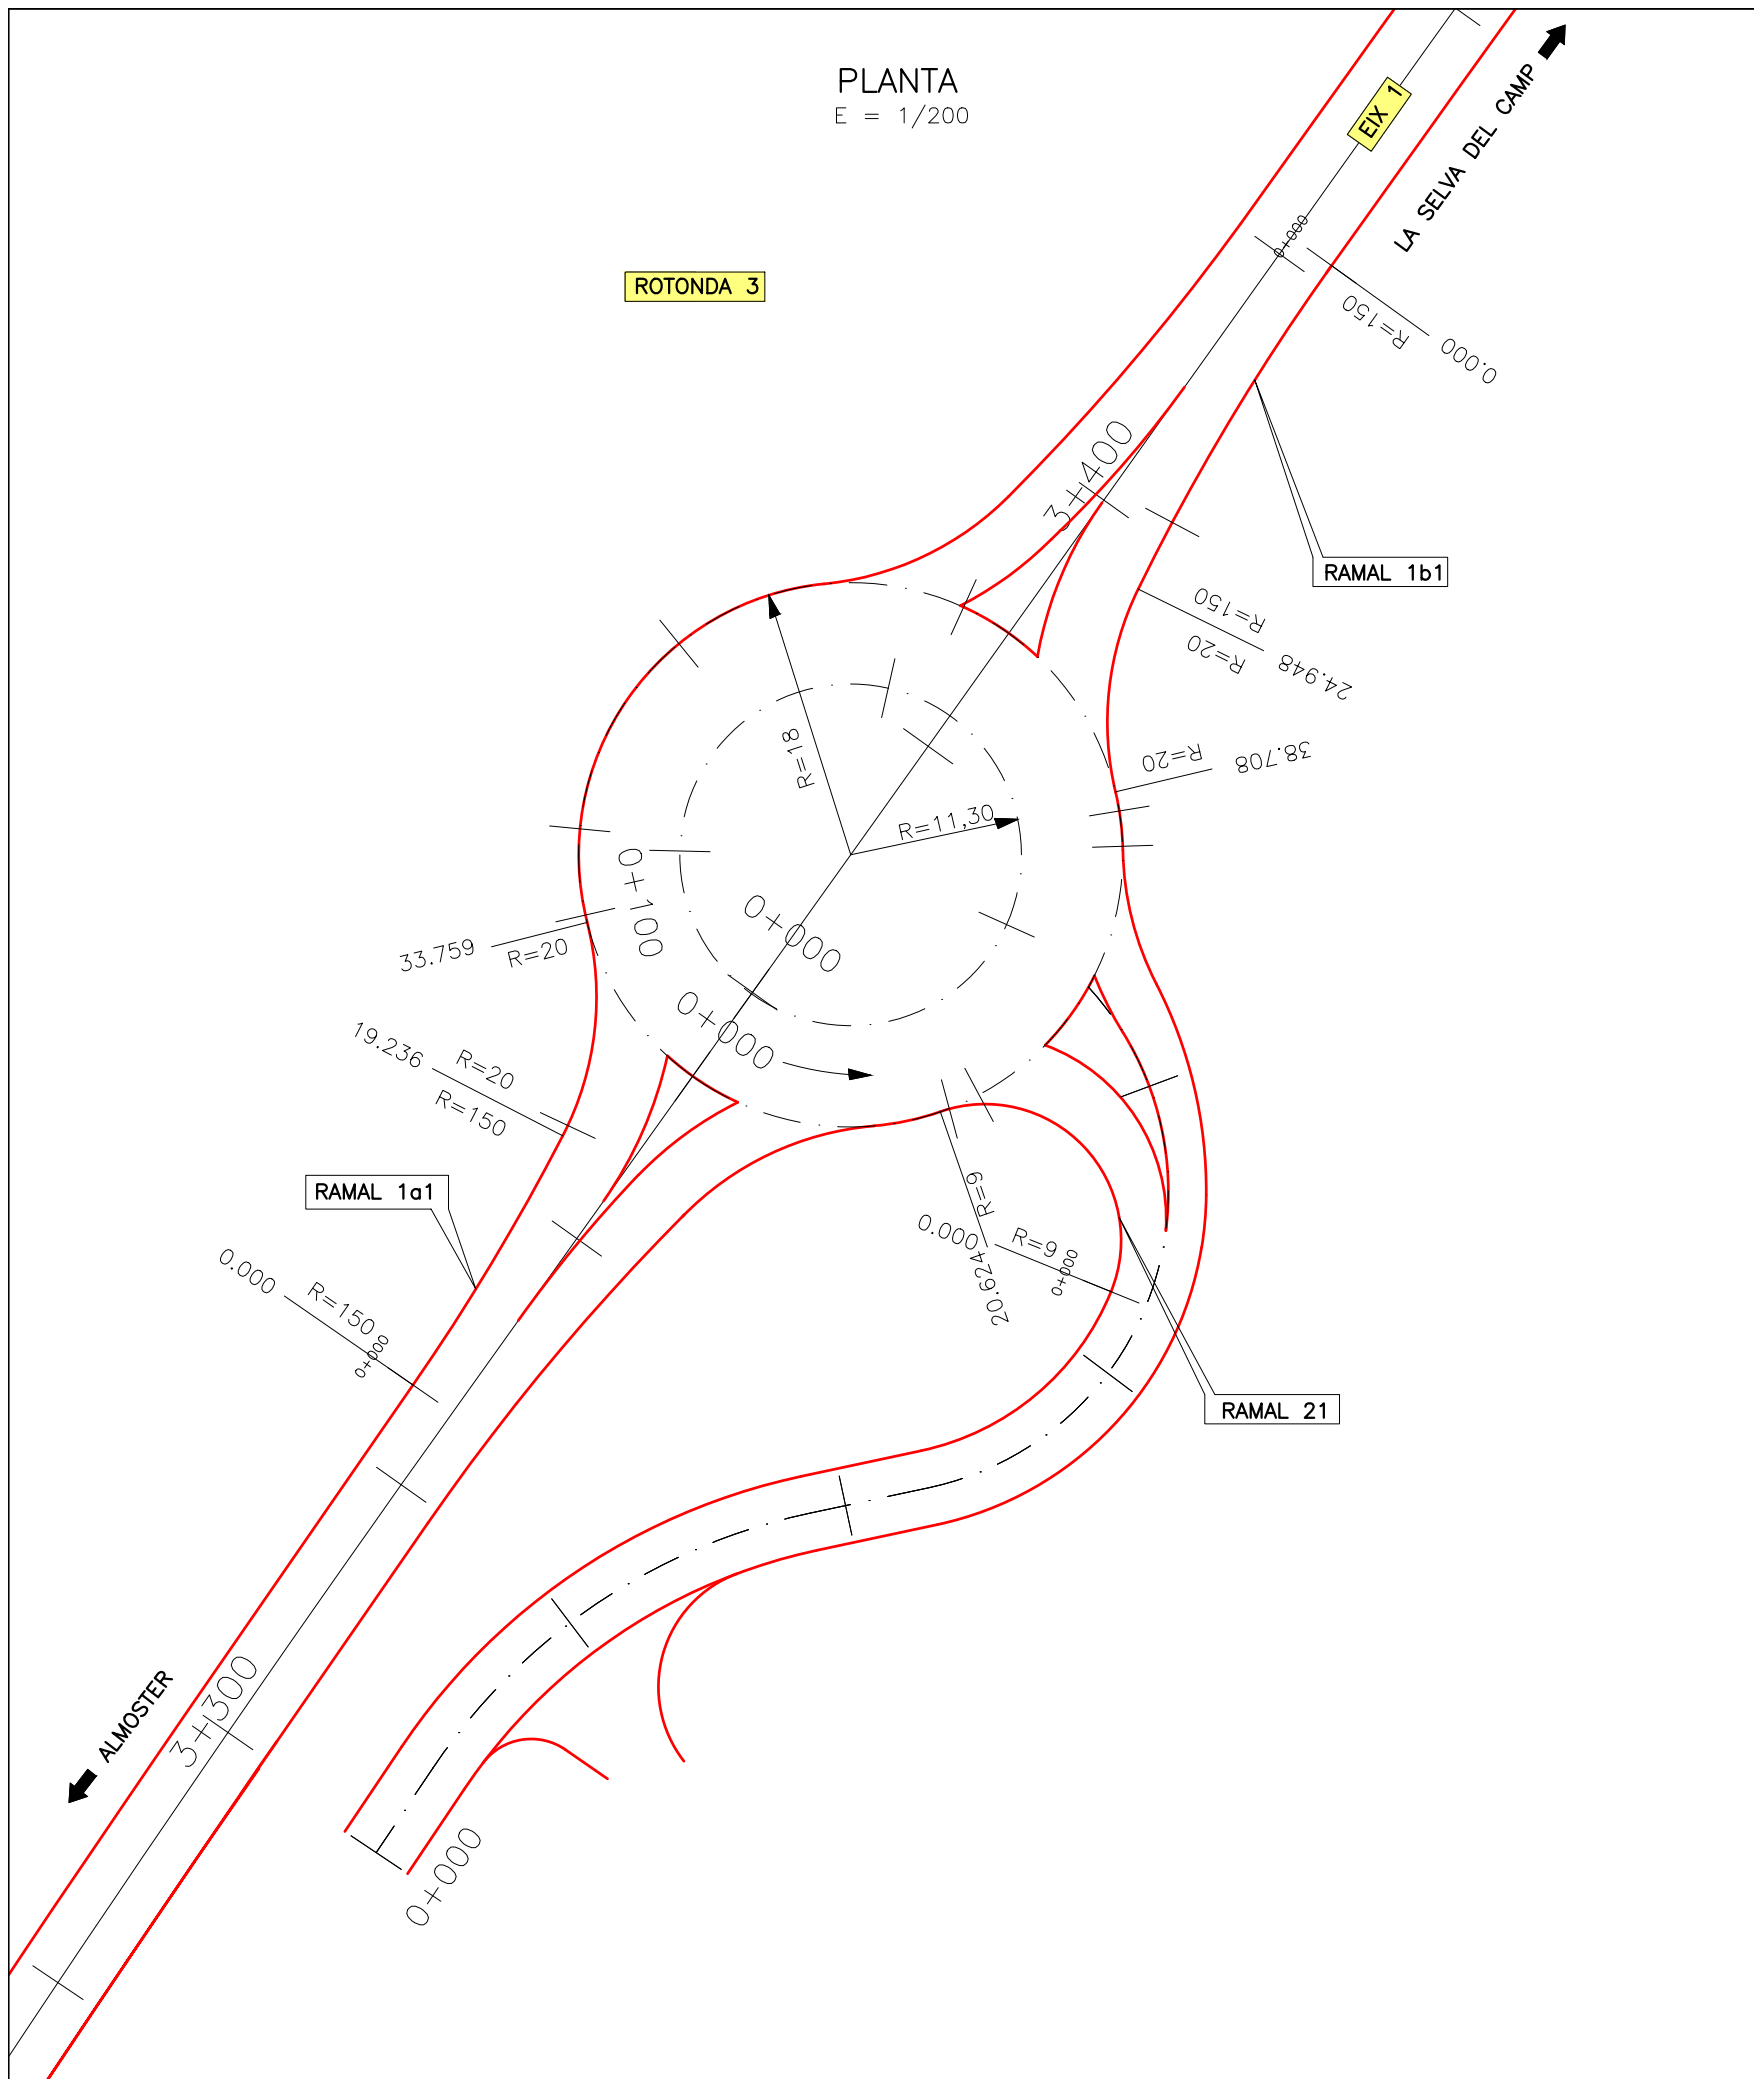 PLANTA
E = 1/200
EIX 1
LA SELVA DEL CAMP
0+000
ROTONDA 3
R=150
0.000
3+400
RAMAL 1b1
R=150
R=20
24.948
R=18
R=20
38.708
R=11,30
0+100
0+000
33.759
R=20
0+000
19.236
R=20
R=150
RAMAL 1a1
R=9
20.624
0.000
R=9
0+000
0.000
R=150
0+000
RAMAL 21
ALMOSTER
3+300
0+000